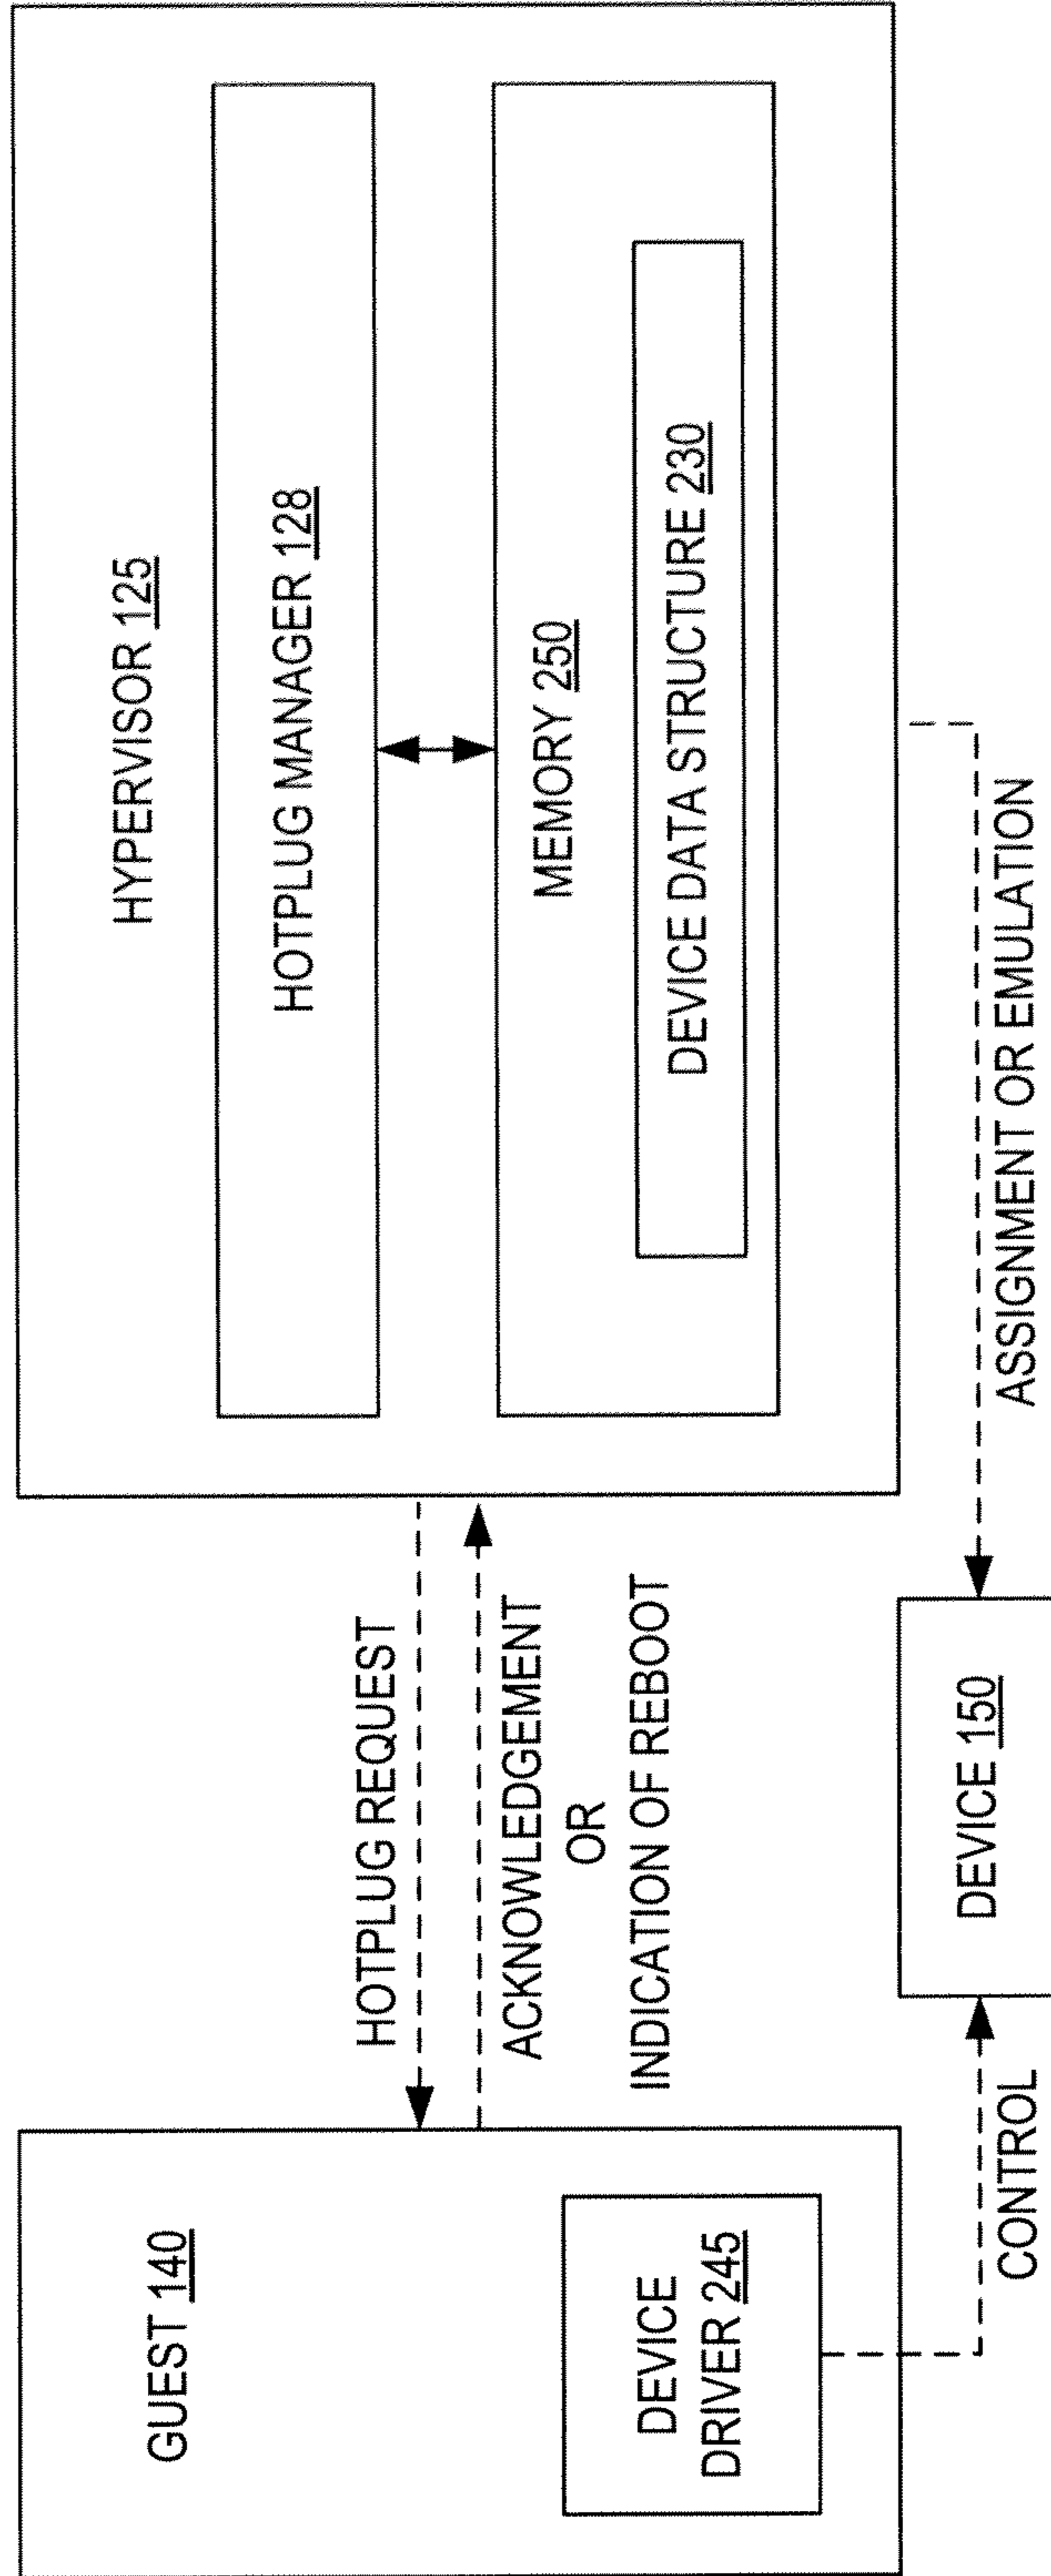 GUEST 140
DEVICE
DRIVER 245
HOTPLUG REQUEST
ACKNOWLEDGEMENT
OR
INDICATION OF REBOOT
HYPERVISOR 125
HOTPLUG MANAGER 128
MEMORY 250
DEVICE DATA STRUCTURE 230
CONTROL
DEVICE 150
ASSIGNMENT OR EMULATION